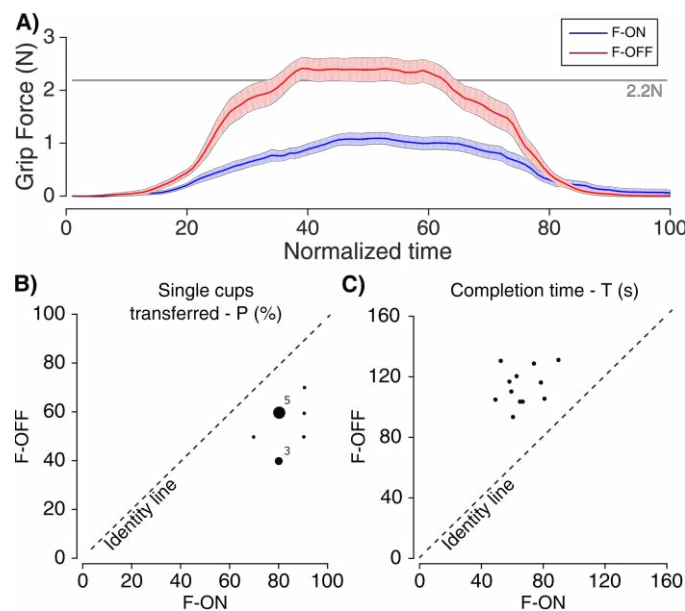 A)
Grip Force (N)
3
2
1
0
F-ON
F-OFF
2.2N
0 20 40 60 80 100
Normalized time
B)
Single cups
transferred - P (%)
F-OFF
100
80
60
40
20
0
5
3
Identity line
0 20 40 60 80 100
F-ON
C)
Completion time - T (s)
F-OFF
160
120
80
40
0
Identity line
0 40 80 120 160
F-ON